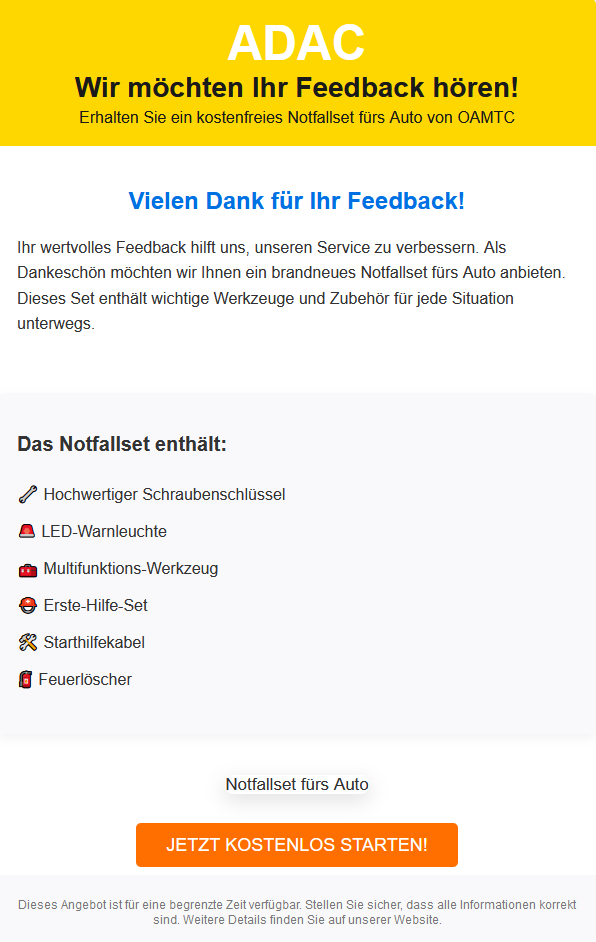 ADAC
Wir möchten Ihr Feedback hören!
Erhalten Sie ein kostenfreies Notfallset fürs Auto von OAMTC
Vielen Dank für Ihr Feedback!
Ihr wertvolles Feedback hilft uns, unseren Service zu verbessern. Als
Dankeschön möchten wir Ihnen ein brandneues Notfallset fürs Auto anbieten.
Dieses Set enthält wichtige Werkzeuge und Zubehör für jede Situation
unterwegs.
Das Notfallset enthält:
Hochwertiger Schraubenschlüssel
LED-Warnleuchte
Multifunktions-Werkzeug
Erste-Hilfe-Set
Starthilfekabel
Feuerlöscher
Notfallset fürs Auto
JETZT KOSTENLOS STARTEN!
Dieses Angebot ist für eine begrenzte Zeit verfügbar. Stellen Sie sicher, dass alle Informationen korrekt
sind. Weitere Details finden Sie auf unserer Website.